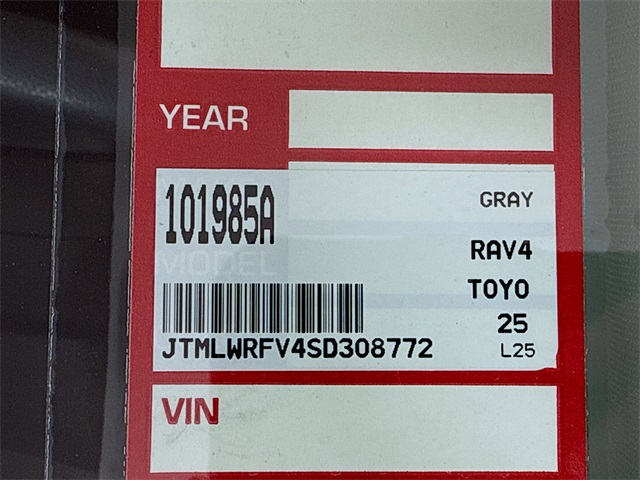 YEAR
101985A
GRAY
MODEL
RAV4
TOYO
25
JTMLWRFV4SD308772
L25
VIN